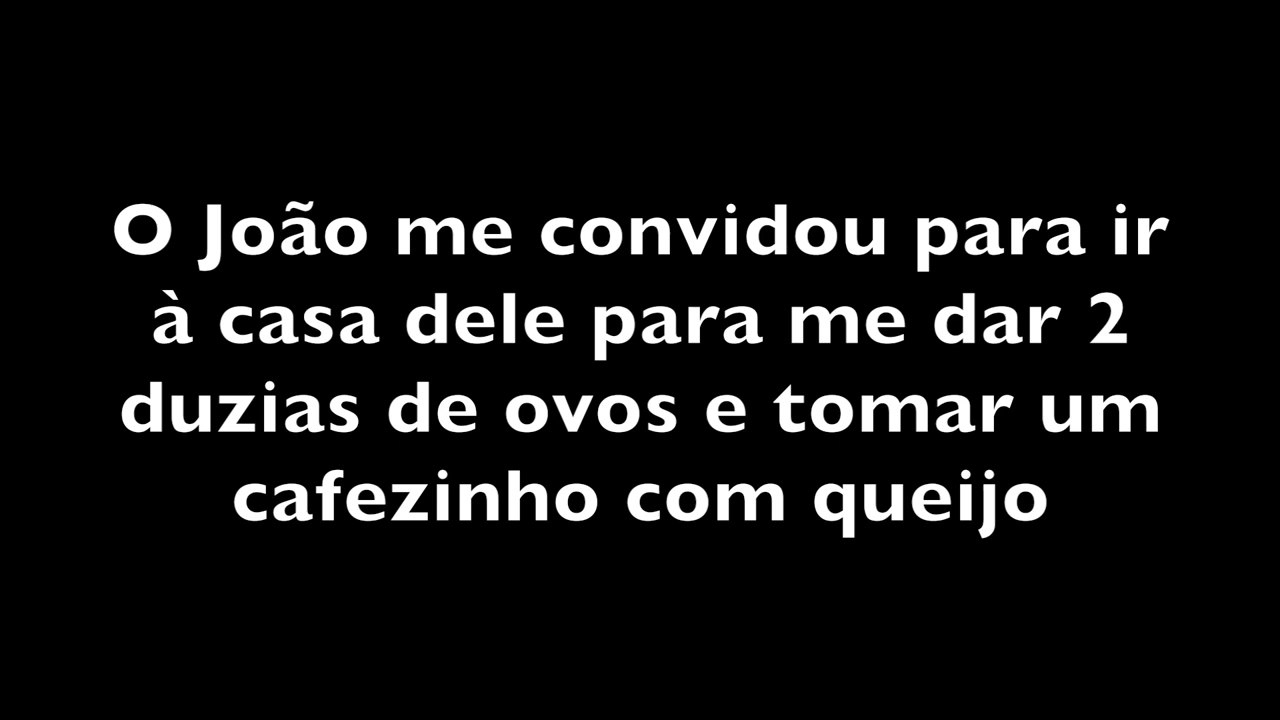 O João me convidou para ir
à casa dele para me dar 2
duzias de ovos e tomar um
cafezinho com queijo